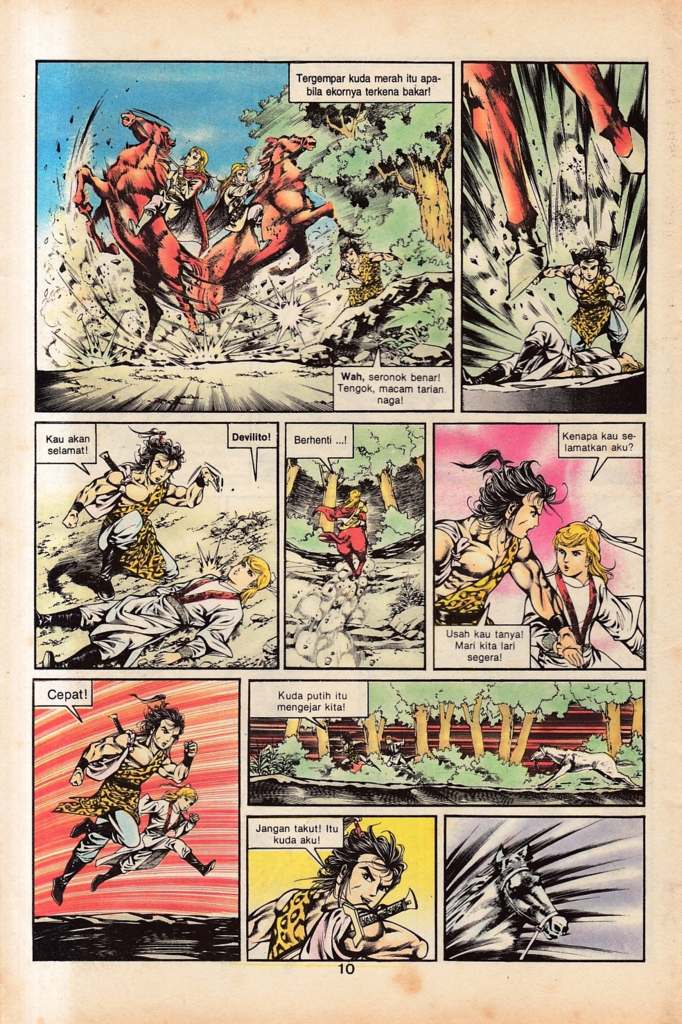 Tergempar kuda merah itu apa-
bila ekornya terkena bakar!
Wah, seronok benar!
Tengok, macam tarian
naga!
Kau akan
selamat!
Devilito!
Berhenti ...!
Kenapa kau se-
lamatkan aku?
Usah kau tanya!
Mari kita lari
segera!
Cepat!
Kuda putih itu
mengejar kita!
Jangan takut! Itu
kuda aku!
10